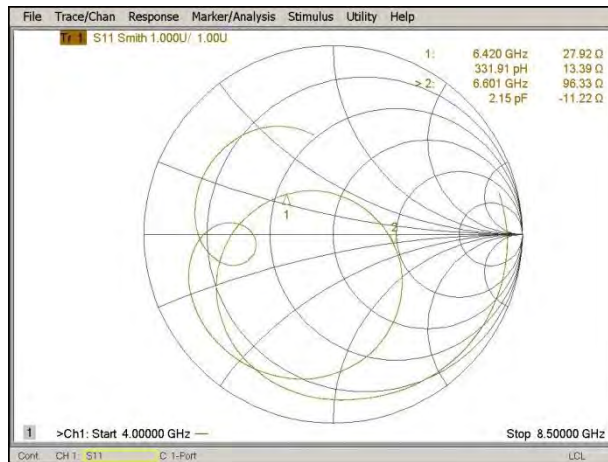 File Trace/Chan Response Marker/Analysis Stimulus Utility Help
Tr 1 S11 Smith 1.000U/ 1.00U
1: 6.420 GHz 27.92 Ω
331.91 pH 13.39 Ω
> 2: 6.601 GHz 96.33 Ω
2.15 pF -11.22 Ω
1
2
1 >Ch1: Start 4.00000 GHz — Stop 8.50000 GHz
Cont. CH 1: S11 C 1-Port LCL